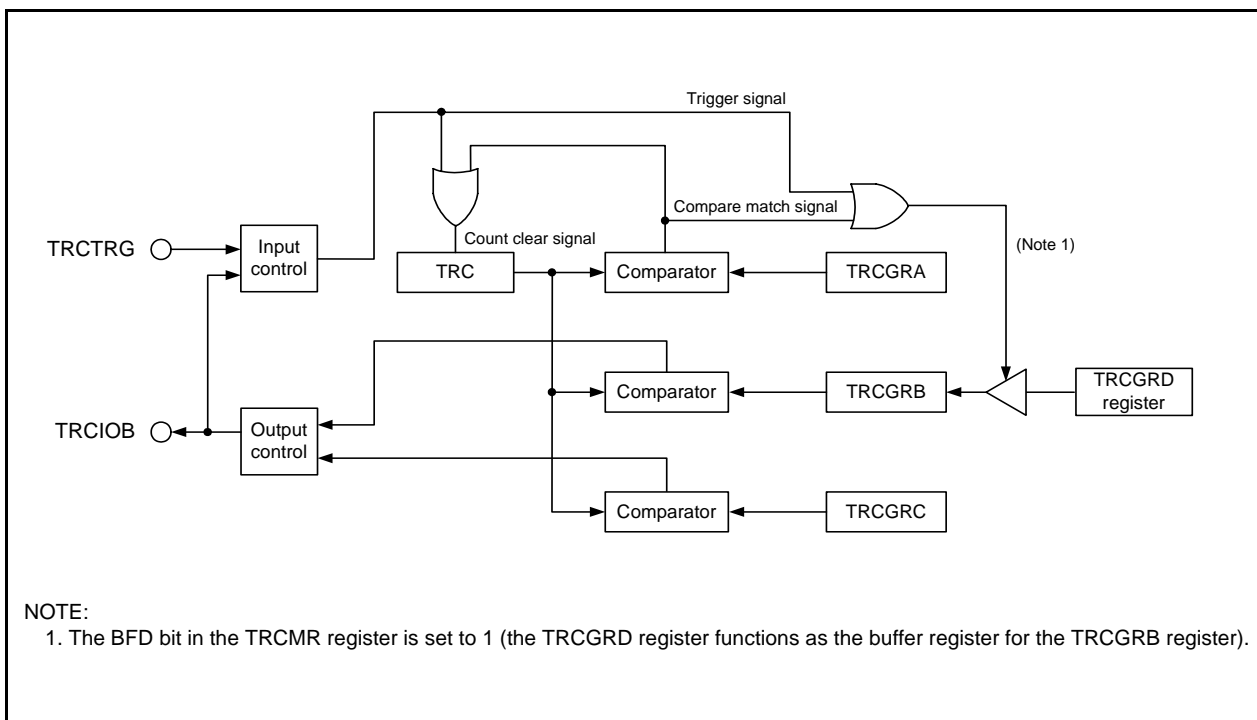 Trigger signal
Compare match signal
Count clear signal
(Note 1)
TRCTRG
Input
control
TRC
Comparator
TRCGRA
Comparator
TRCGRB
TRCGRD
register
TRCIOB
Output
control
Comparator
TRCGRC
NOTE:
1. The BFD bit in the TRCMR register is set to 1 (the TRCGRD register functions as the buffer register for the TRCGRB register).